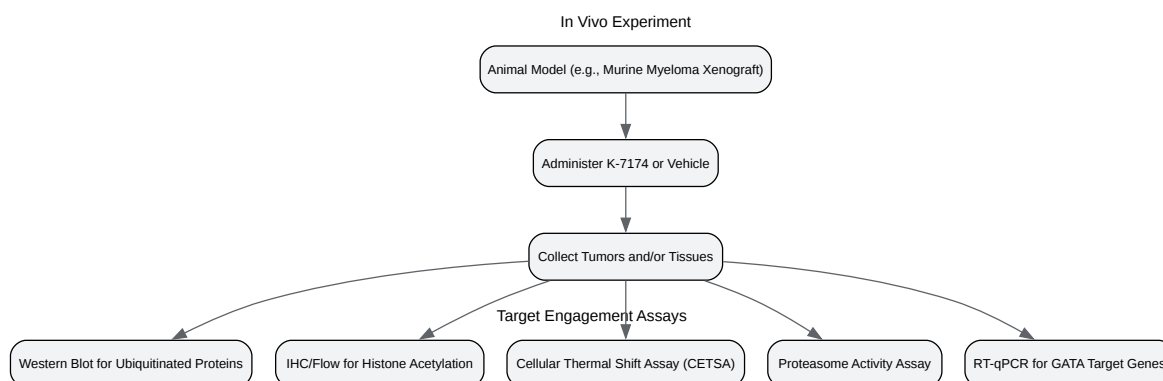 In Vivo Experiment
Animal Model (e.g., Murine Myeloma Xenograft)
Administer K-7174 or Vehicle
Collect Tumors and/or Tissues
Target Engagement Assays
Western Blot for Ubiquitinated Proteins
IHC/Flow for Histone Acetylation
Cellular Thermal Shift Assay (CETSA)
Proteasome Activity Assay
RT-qPCR for GATA Target Genes